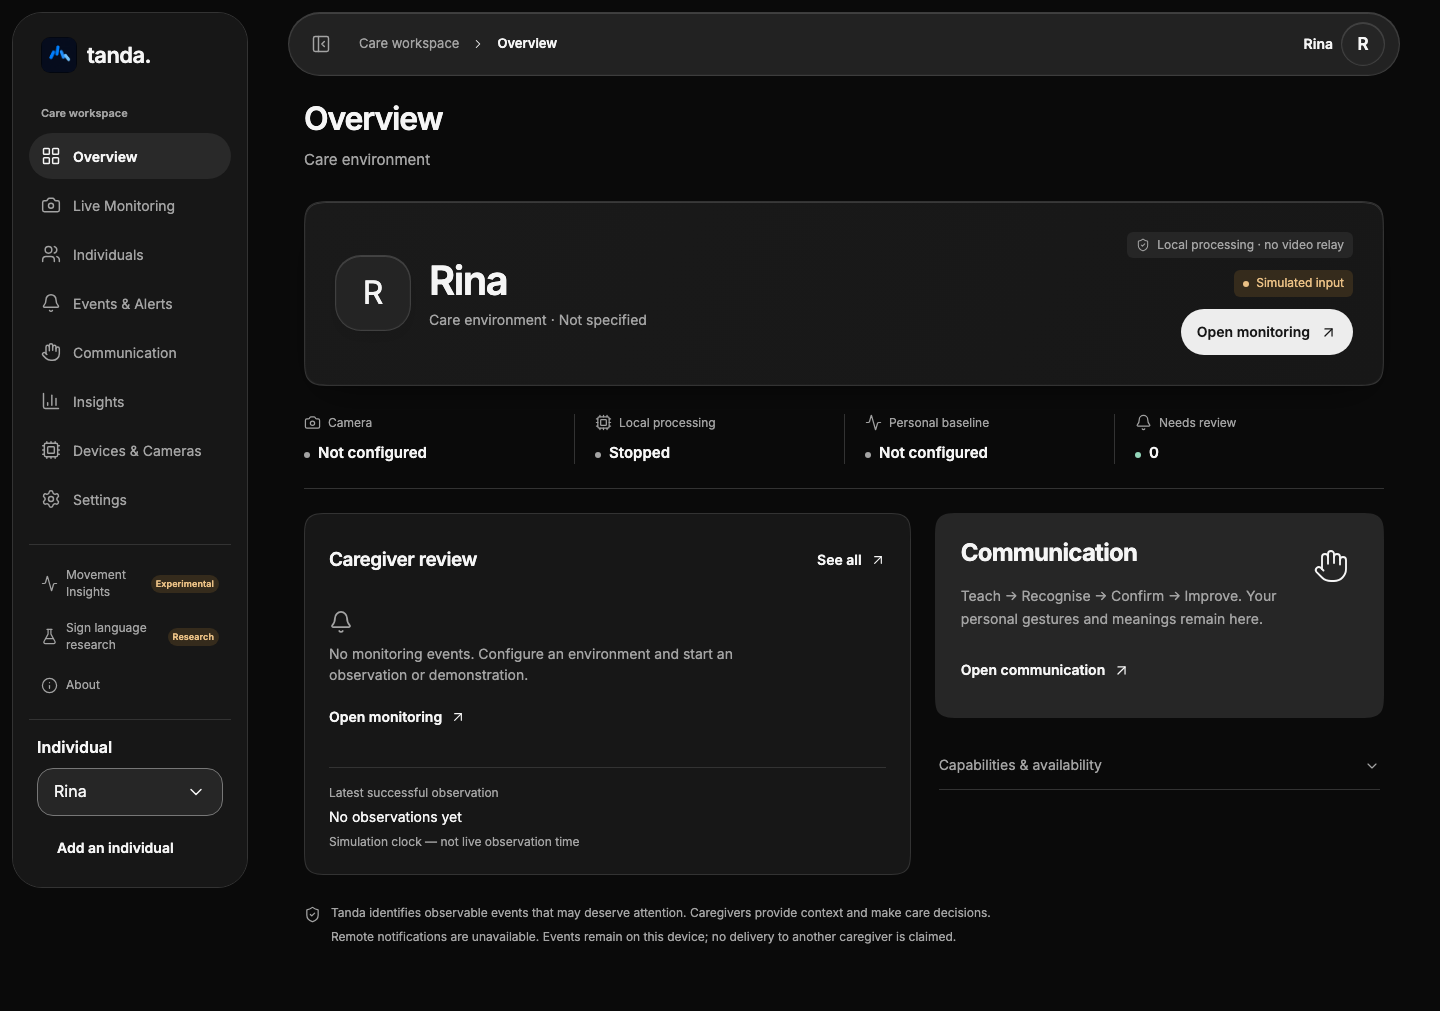 tanda.
Care workspace
Overview
Live Monitoring
Individuals
Events & Alerts
Communication
Insights
Devices & Cameras
Settings
Movement
Insights
Experimental
Sign language
research
Research
About
Individual
Rina
Add an individual
Care workspace > Overview
Rina R
Overview
Care environment
R
Rina
Care environment · Not specified
Local processing · no video relay
Simulated input
Open monitoring
Camera
Not configured
Local processing
Stopped
Personal baseline
Not configured
Needs review
0
Caregiver review
See all
No monitoring events. Configure an environment and start an
observation or demonstration.
Open monitoring
Latest successful observation
No observations yet
Simulation clock — not live observation time
Communication
Teach → Recognise → Confirm → Improve. Your
personal gestures and meanings remain here.
Open communication
Capabilities & availability
Tanda identifies observable events that may deserve attention. Caregivers provide context and make care decisions.
Remote notifications are unavailable. Events remain on this device; no delivery to another caregiver is claimed.